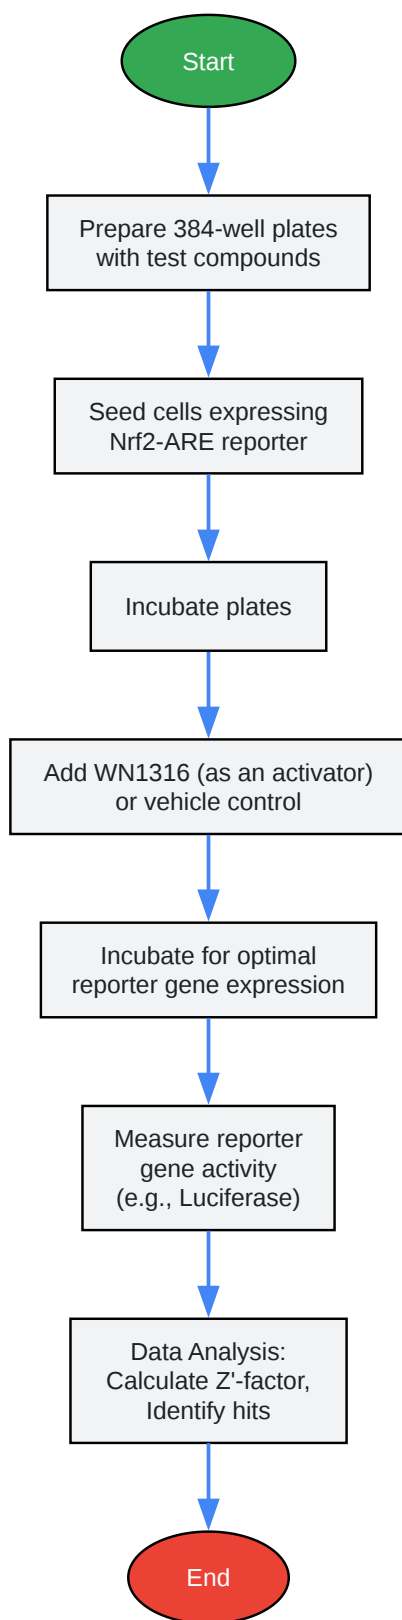 Start
Prepare 384-well plates
with test compounds
Seed cells expressing
Nrf2-ARE reporter
Incubate plates
Add WN1316 (as an activator)
or vehicle control
Incubate for optimal
reporter gene expression
Measure reporter
gene activity
(e.g., Luciferase)
Data Analysis:
Calculate Z'-factor,
Identify hits
End